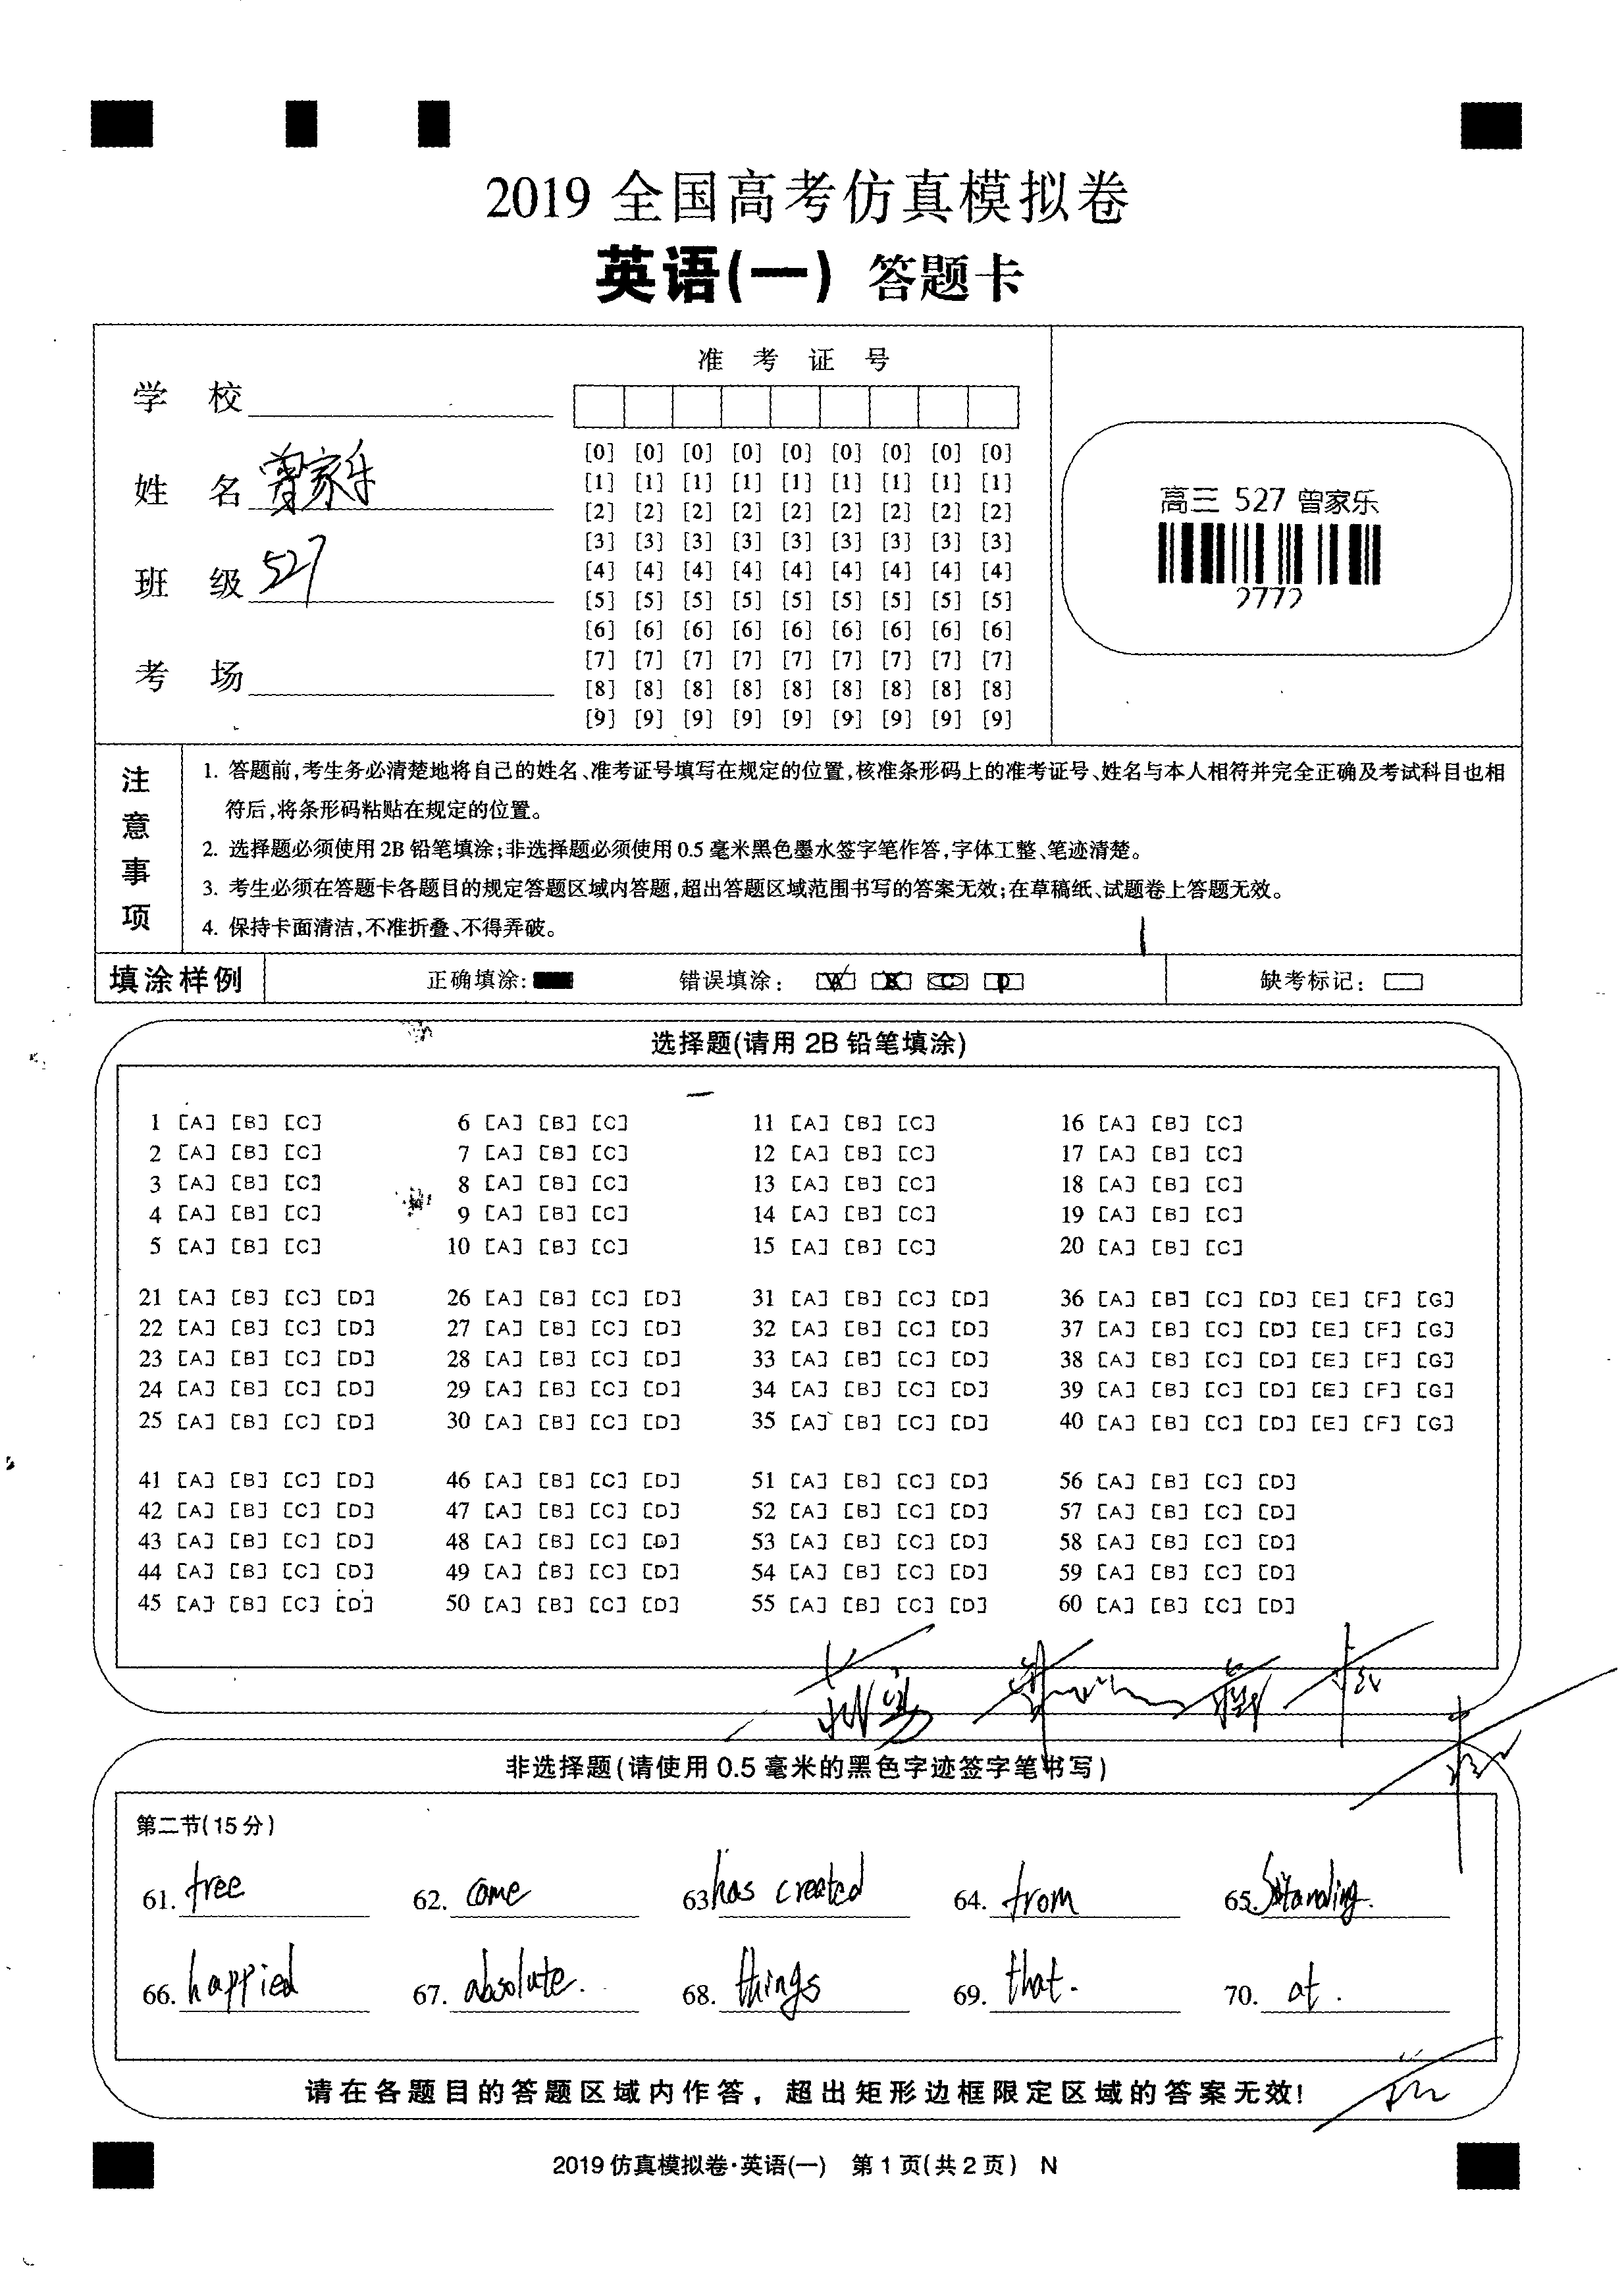 2019 全国高考仿真模拟卷
英语(一) 答题卡
准 考 证 号
学 校
姓 名 曾家乐
班 级 527
考 场
[0] [0] [0] [0] [0] [0] [0] [0] [0]
[1] [1] [1] [1] [1] [1] [1] [1] [1]
[2] [2] [2] [2] [2] [2] [2] [2] [2]
[3] [3] [3] [3] [3] [3] [3] [3] [3]
[4] [4] [4] [4] [4] [4] [4] [4] [4]
[5] [5] [5] [5] [5] [5] [5] [5] [5]
[6] [6] [6] [6] [6] [6] [6] [6] [6]
[7] [7] [7] [7] [7] [7] [7] [7] [7]
[8] [8] [8] [8] [8] [8] [8] [8] [8]
[9] [9] [9] [9] [9] [9] [9] [9] [9]
高三 527 曾家乐
2772
注意事项
1. 答题前,考生务必清楚地将自己的姓名、准考证号填写在规定的位置,核准条形码上的准考证号、姓名与本人相符并完全正确及考试科目也相
符后,将条形码粘贴在规定的位置。
2. 选择题必须使用 2B 铅笔填涂;非选择题必须使用 0.5 毫米黑色墨水签字笔作答,字体工整、笔迹清楚。
3. 考生必须在答题卡各题目的规定答题区域内答题,超出答题区域范围书写的答案无效;在草稿纸、试题卷上答题无效。
4. 保持卡面清洁,不准折叠、不得弄破。
填涂样例 正确填涂: 错误填涂: A B C D 缺考标记:
选择题(请用 2B 铅笔填涂)
1 [A] [B] [C] 6 [A] [B] [C] 11 [A] [B] [C] 16 [A] [B] [C]
2 [A] [B] [C] 7 [A] [B] [C] 12 [A] [B] [C] 17 [A] [B] [C]
3 [A] [B] [C] 8 [A] [B] [C] 13 [A] [B] [C] 18 [A] [B] [C]
4 [A] [B] [C] 9 [A] [B] [C] 14 [A] [B] [C] 19 [A] [B] [C]
5 [A] [B] [C] 10 [A] [B] [C] 15 [A] [B] [C] 20 [A] [B] [C]
21 [A] [B] [C] [D] 26 [A] [B] [C] [D] 31 [A] [B] [C] [D] 36 [A] [B] [C] [D] [E] [F] [G]
22 [A] [B] [C] [D] 27 [A] [B] [C] [D] 32 [A] [B] [C] [D] 37 [A] [B] [C] [D] [E] [F] [G]
23 [A] [B] [C] [D] 28 [A] [B] [C] [D] 33 [A] [B] [C] [D] 38 [A] [B] [C] [D] [E] [F] [G]
24 [A] [B] [C] [D] 29 [A] [B] [C] [D] 34 [A] [B] [C] [D] 39 [A] [B] [C] [D] [E] [F] [G]
25 [A] [B] [C] [D] 30 [A] [B] [C] [D] 35 [A] [B] [C] [D] 40 [A] [B] [C] [D] [E] [F] [G]
41 [A] [B] [C] [D] 46 [A] [B] [C] [D] 51 [A] [B] [C] [D] 56 [A] [B] [C] [D]
42 [A] [B] [C] [D] 47 [A] [B] [C] [D] 52 [A] [B] [C] [D] 57 [A] [B] [C] [D]
43 [A] [B] [C] [D] 48 [A] [B] [C] [D] 53 [A] [B] [C] [D] 58 [A] [B] [C] [D]
44 [A] [B] [C] [D] 49 [A] [B] [C] [D] 54 [A] [B] [C] [D] 59 [A] [B] [C] [D]
45 [A] [B] [C] [D] 50 [A] [B] [C] [D] 55 [A] [B] [C] [D] 60 [A] [B] [C] [D]
非选择题(请使用 0.5 毫米的黑色字迹签字笔书写)
第二节(15 分)
61. free 62. come 63. has created 64. from 65. Standing.
66. happied 67. absolute. 68. things 69. that. 70. at.
请在各题目的答题区域内作答，超出矩形边框限定区域的答案无效!
2019 仿真模拟卷·英语(一) 第 1 页(共 2 页) N